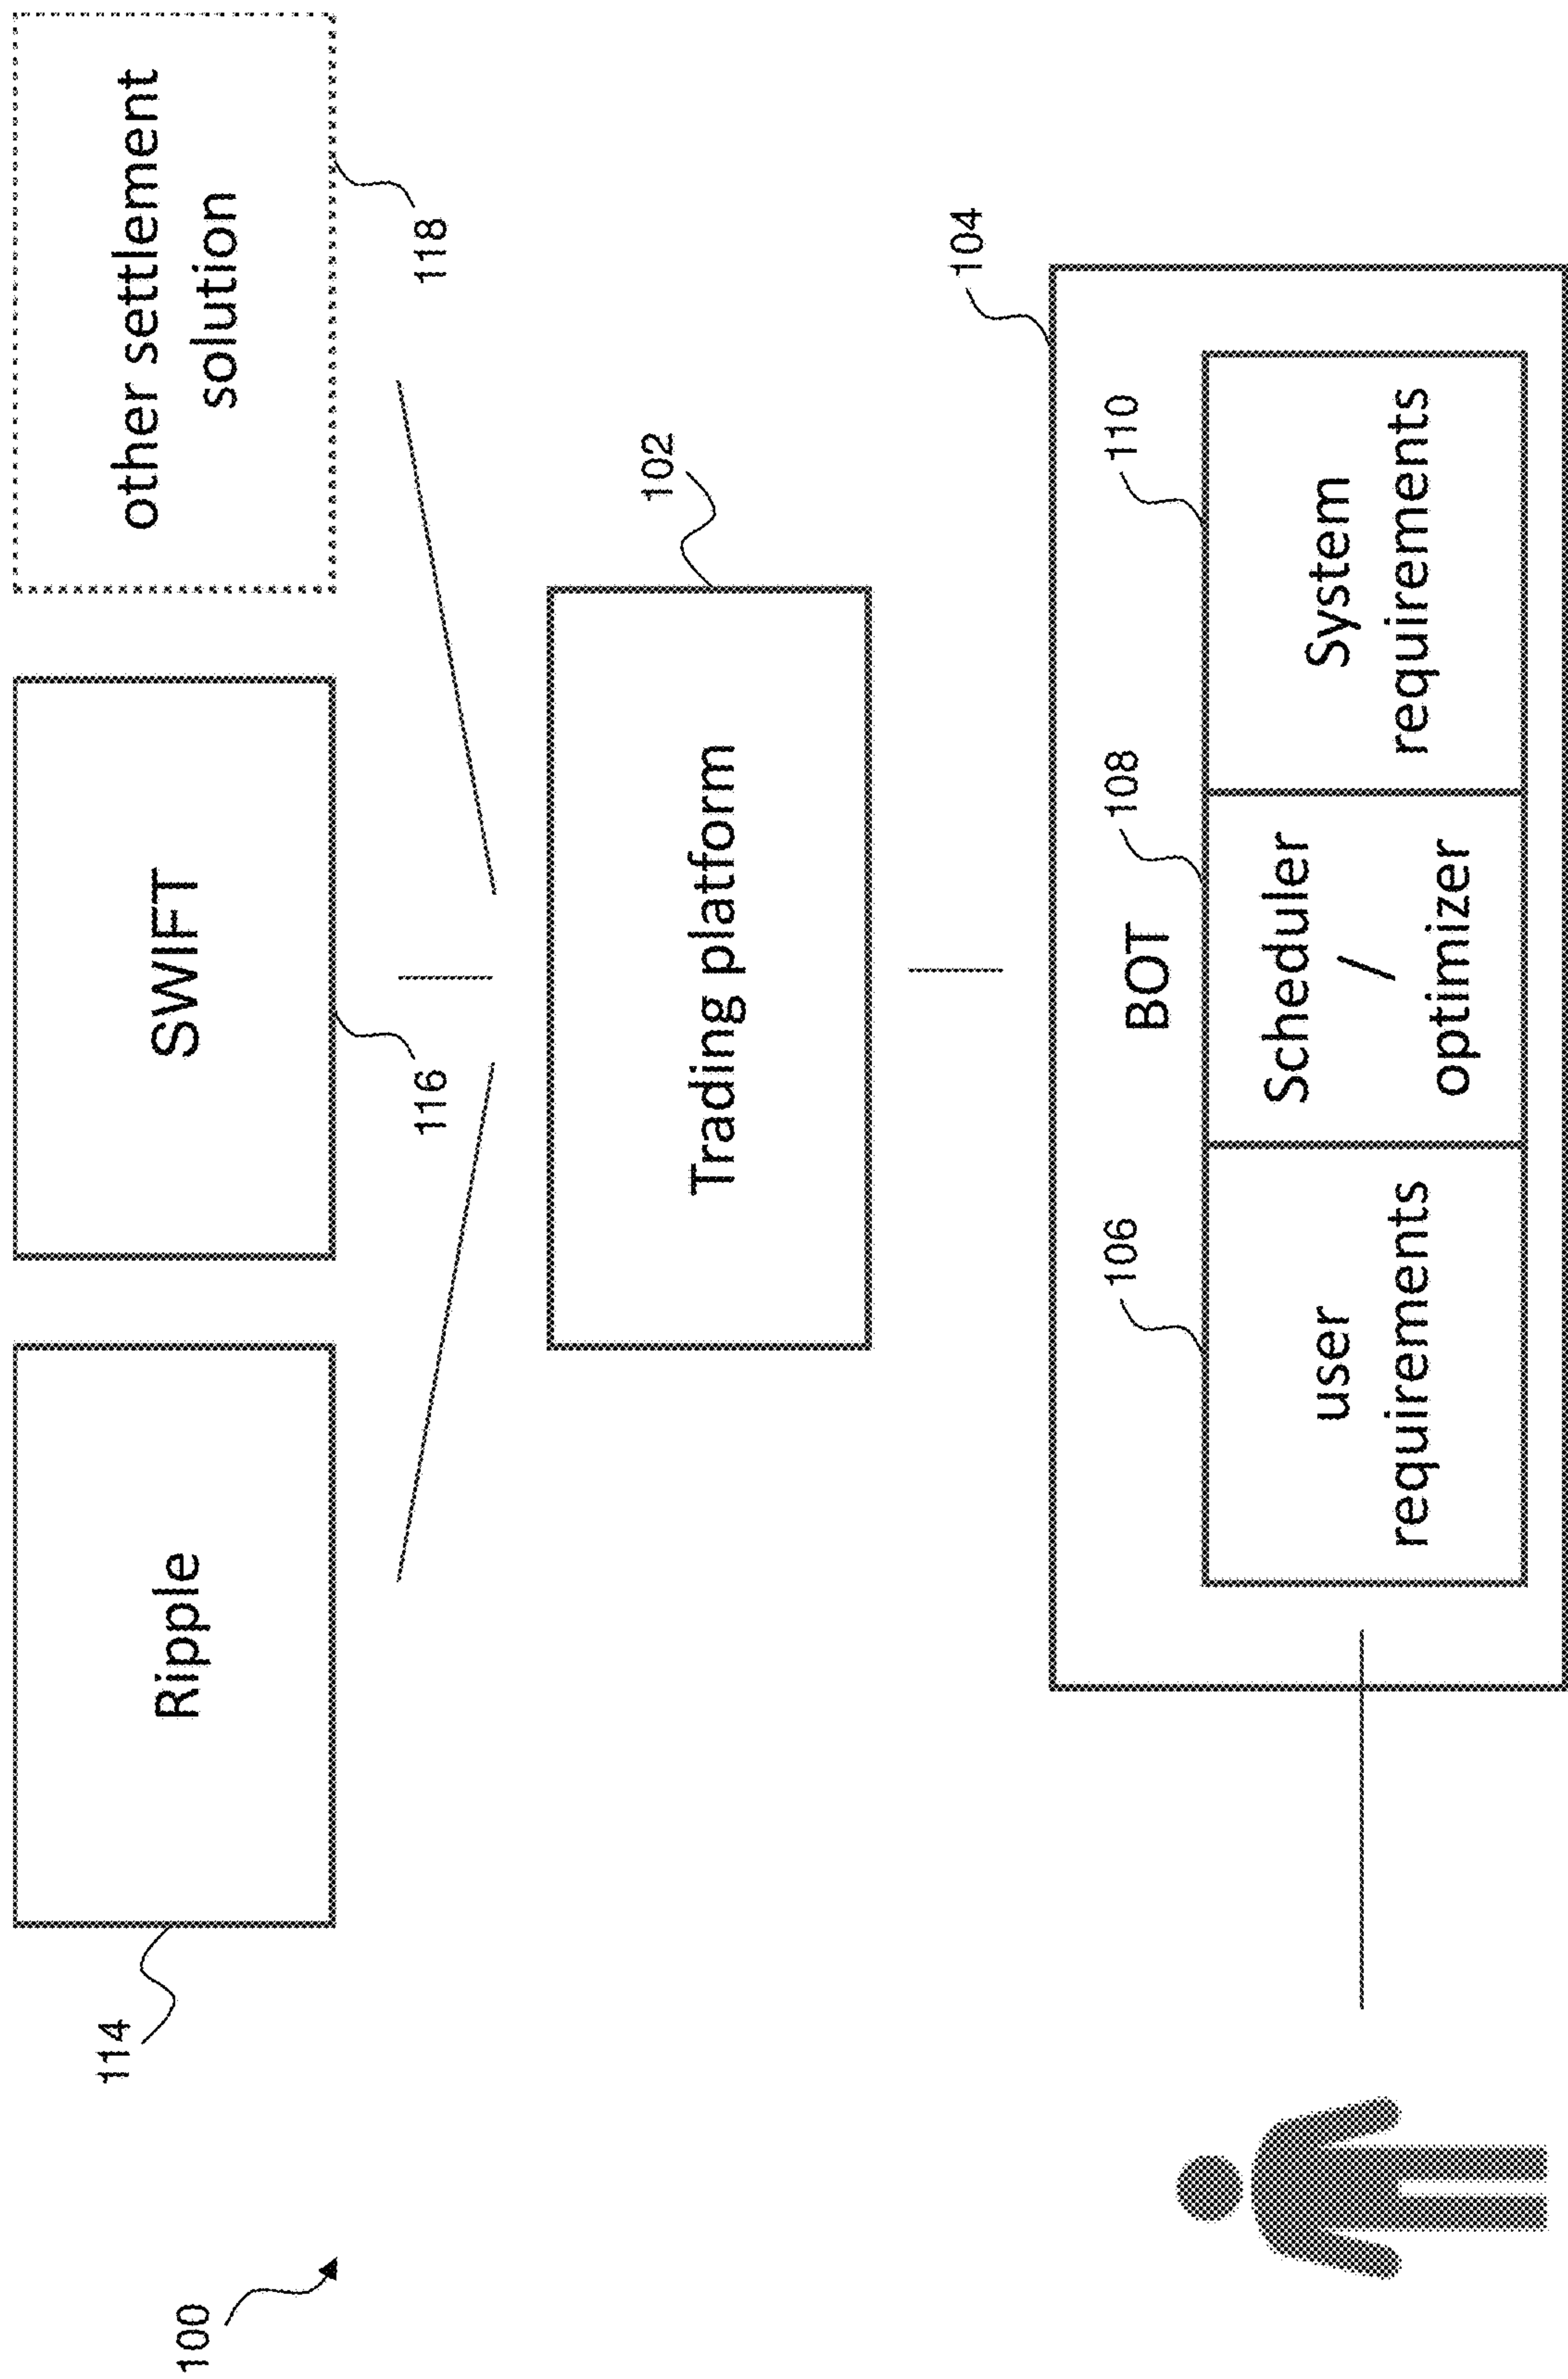 100
114
Ripple
SWIFT
116
other settlement
solution
118
Trading platform
102
104
BOT
106
108
110
user
requirements
Scheduler
/
optimizer
System
requirements